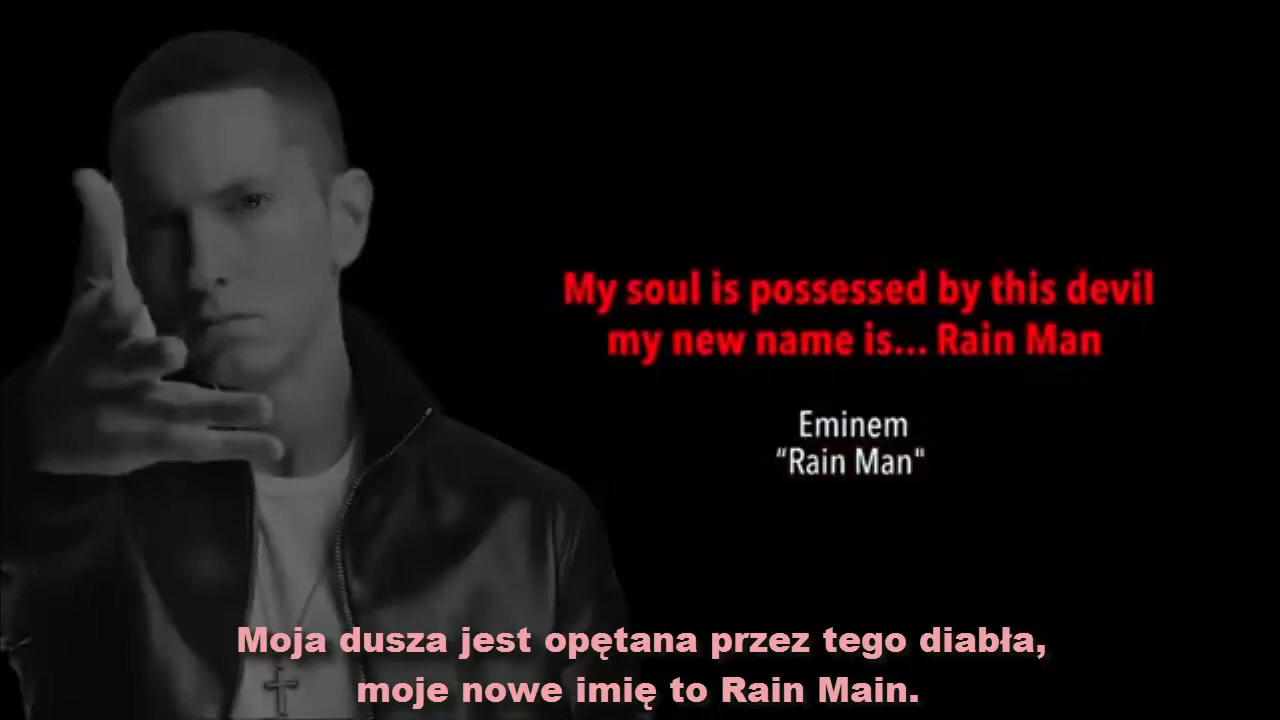 My soul is possessed by this devil
my new name is... Rain Man
Eminem
“Rain Man"
Moja dusza jest opętana przez tego diabła,
moje nowe imię to Rain Main.